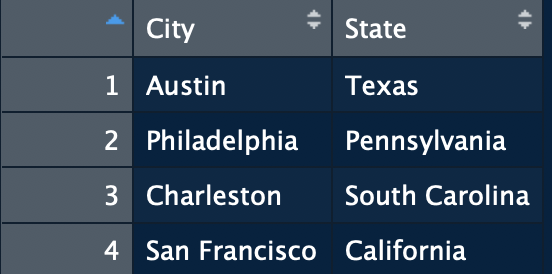 City State
1 Austin Texas
2 Philadelphia Pennsylvania
3 Charleston South Carolina
4 San Francisco California